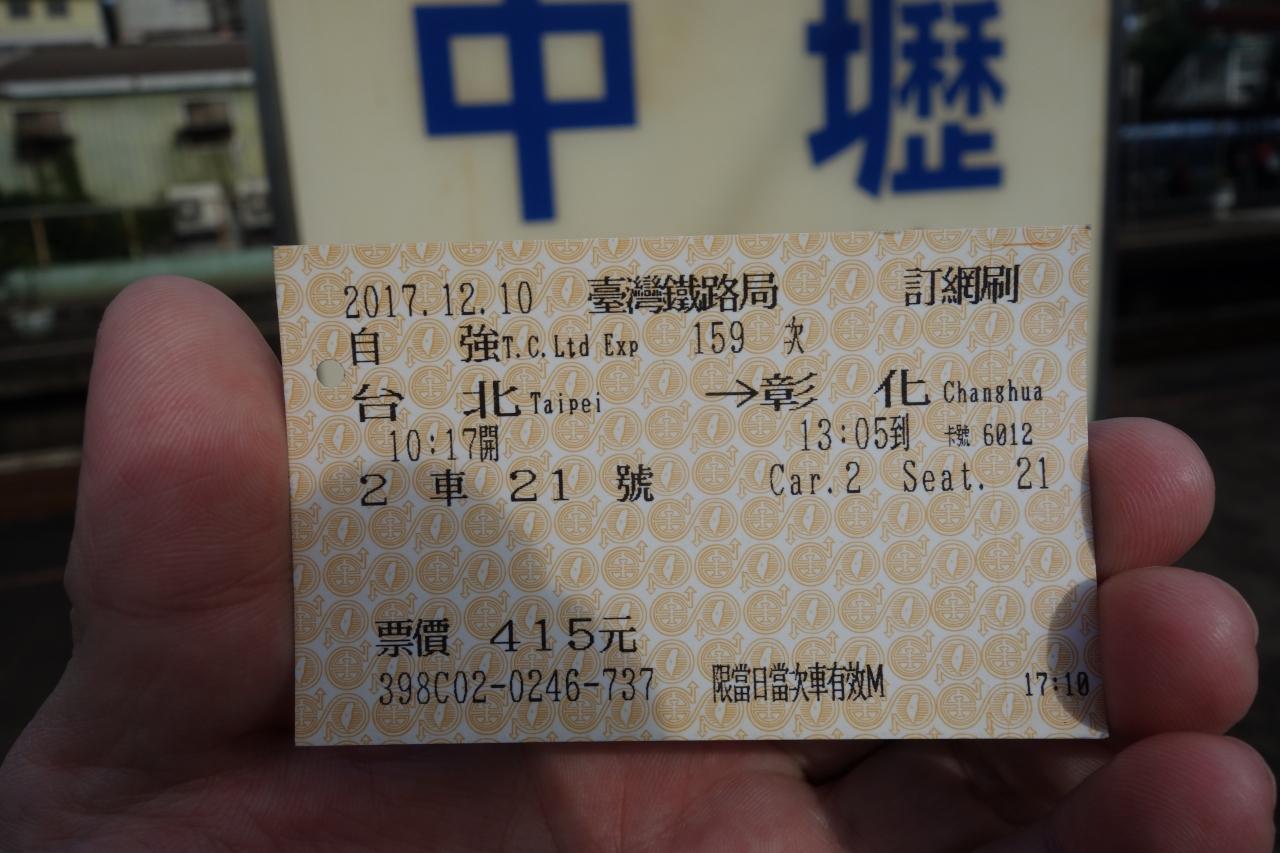 中壢
2017.12.10 臺灣鐵路局 訂網刷
自強T.C.Ltd Exp 159 次
台北Taipei →彰化Changhua
10:17開 13:05到 卡號 6012
2 車 21 號 Car.2 Seat. 21
票價 415元
398C02-0246-737 限當日當次車有效M 17:10